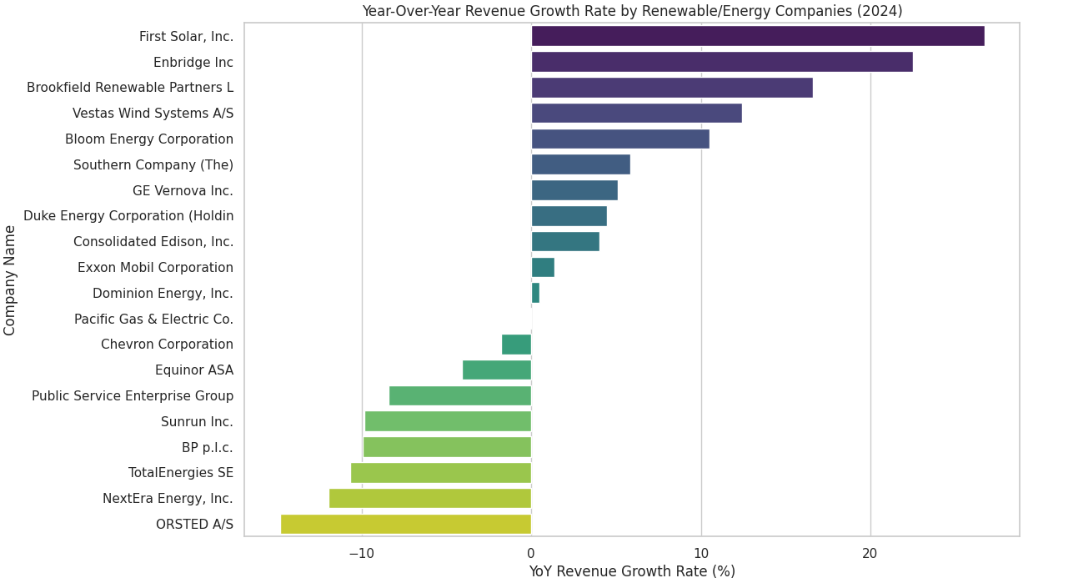 Year-Over-Year Revenue Growth Rate by Renewable/Energy Companies (2024)
Company Name
First Solar, Inc.
Enbridge Inc
Brookfield Renewable Partners L
Vestas Wind Systems A/S
Bloom Energy Corporation
Southern Company (The)
GE Vernova Inc.
Duke Energy Corporation (Holdin
Consolidated Edison, Inc.
Exxon Mobil Corporation
Dominion Energy, Inc.
Pacific Gas & Electric Co.
Chevron Corporation
Equinor ASA
Public Service Enterprise Group
Sunrun Inc.
BP p.l.c.
TotalEnergies SE
NextEra Energy, Inc.
ORSTED A/S
−10 0 10 20
YoY Revenue Growth Rate (%)